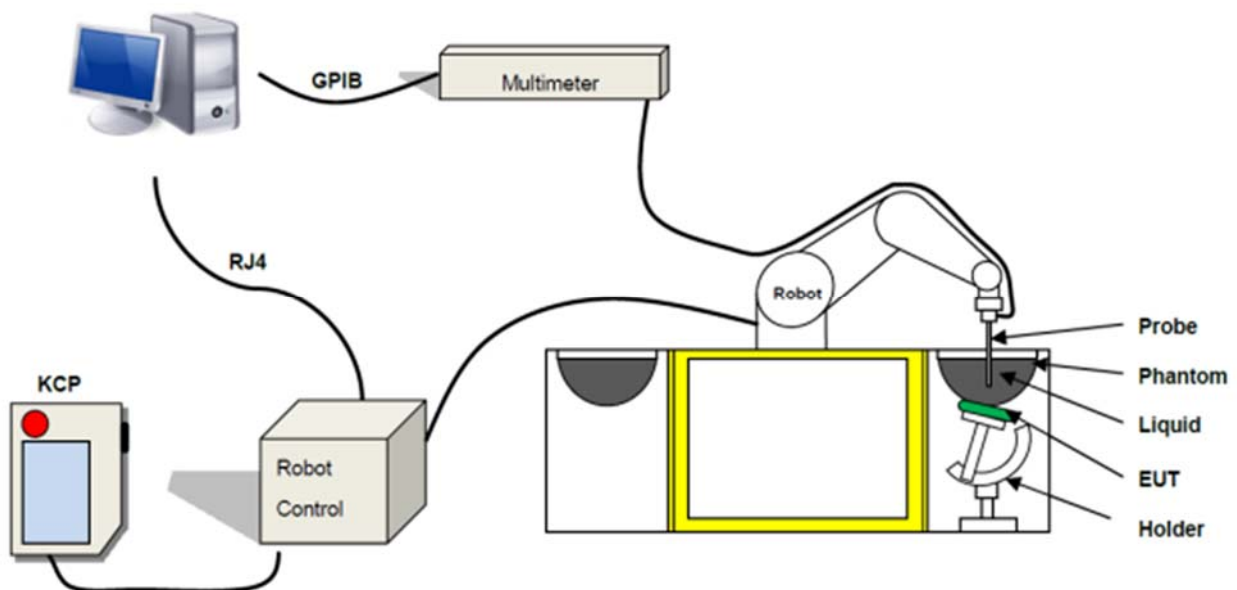 GPIB
Multimeter
RJ4
Robot
Probe
Phantom
KCP
Liquid
Robot
Control
EUT
Holder